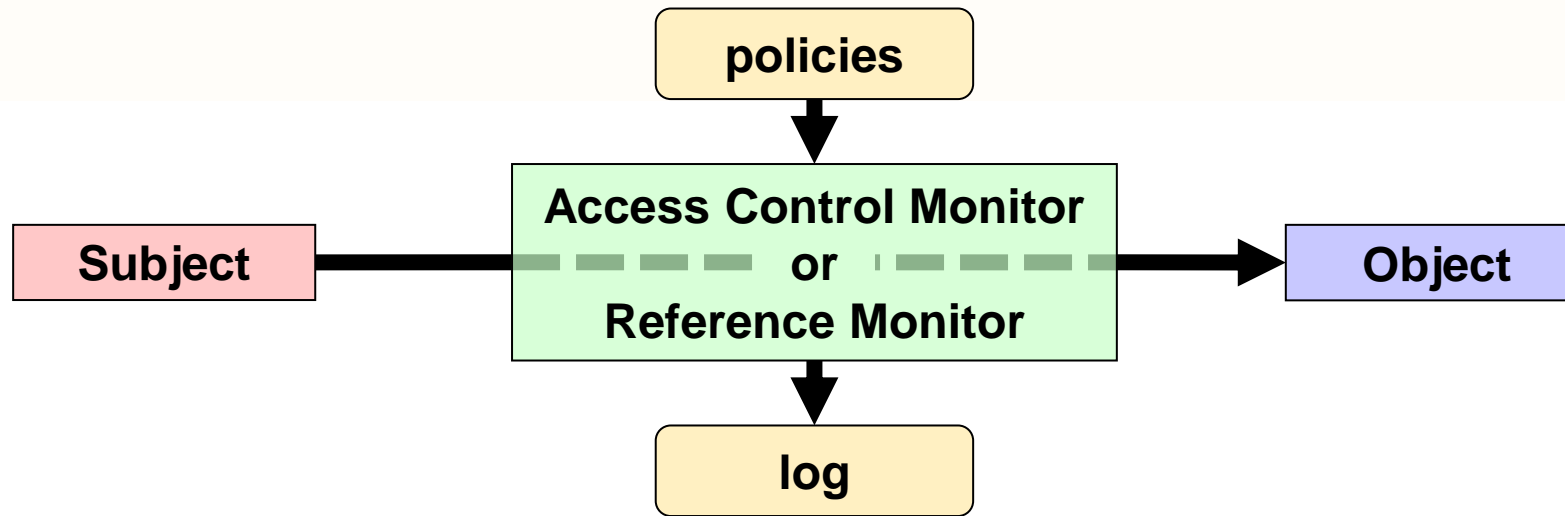 policies
Access Control Monitor
Subject
or
Object
Reference Monitor
log